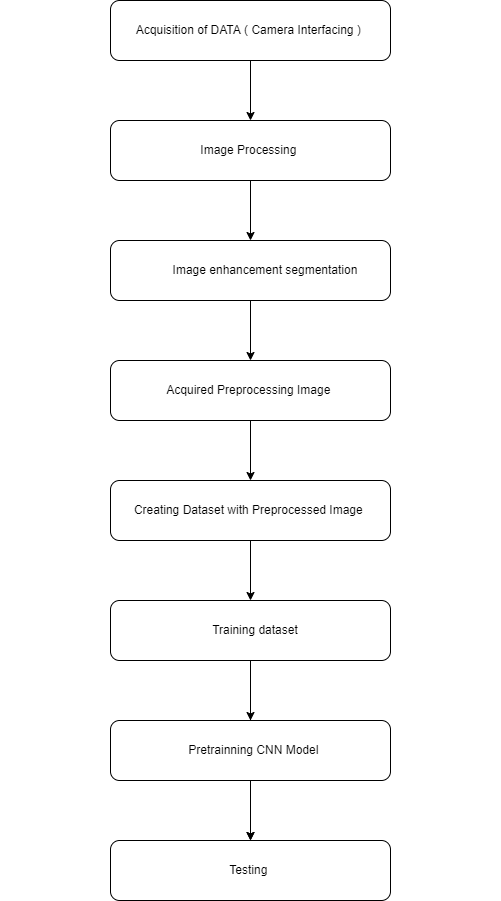 Acquisition of DATA ( Camera Interfacing )
Image Processing
Image enhancement segmentation
Acquired Preprocessing Image
Creating Dataset with Preprocessed Image
Training dataset
Pretrainning CNN Model
Testing